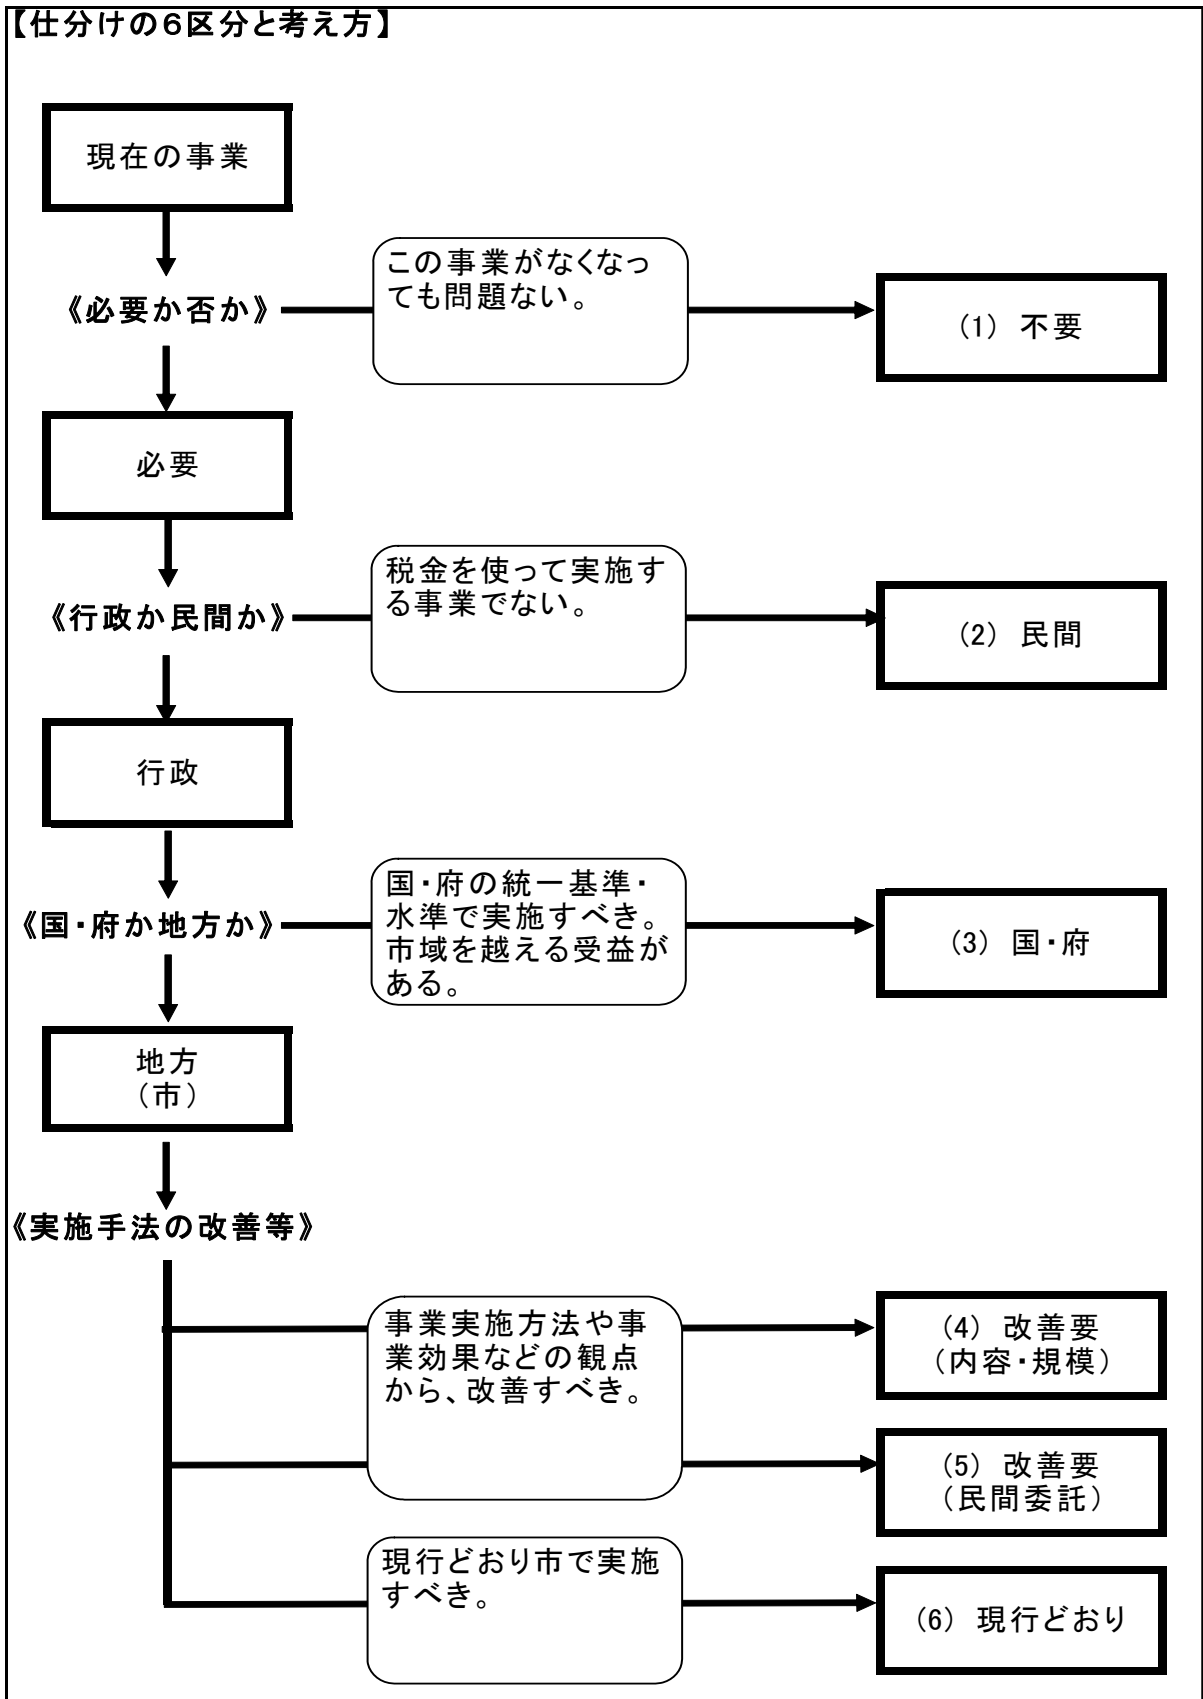 【仕分けの6区分と考え方】
現在の事業
この事業がなくなっ
ても問題ない。
《必要か否か》
(1) 不要
必要
税金を使って実施す
る事業でない。
《行政か民間か》
(2) 民間
行政
国・府の統一基準・
水準で実施すべき。
市域を越える受益が
ある。
《国・府か地方か》
(3) 国・府
地方
(市)
《実施手法の改善等》
事業実施方法や事
業効果などの観点
から、改善すべき。
(4) 改善要
(内容・規模)
(5) 改善要
(民間委託)
現行どおり市で実施
すべき。
(6) 現行どおり